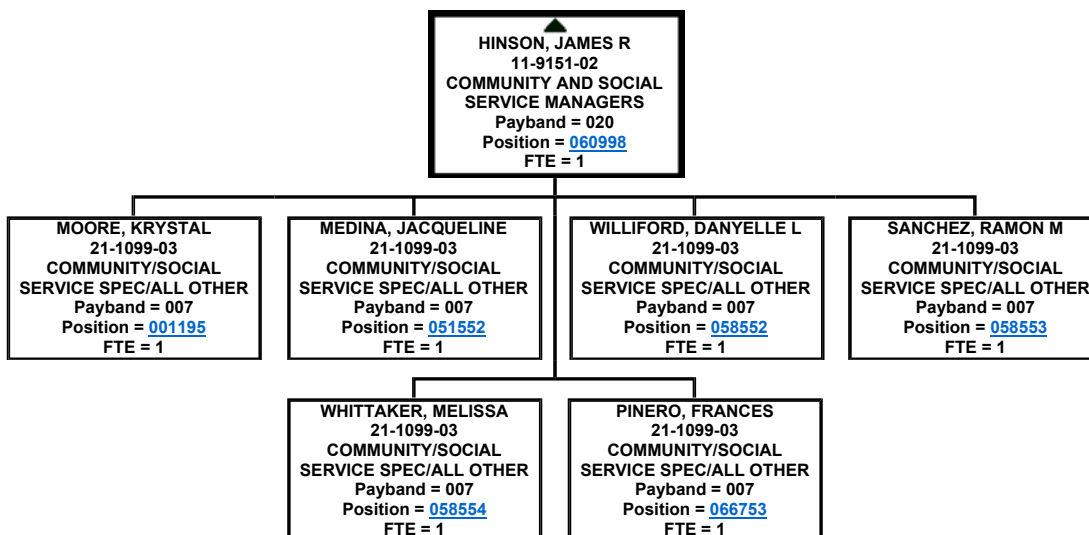 HINSON, JAMES R
11-9151-02
COMMUNITY AND SOCIAL
SERVICE MANAGERS
Payband = 020
Position = 060998
FTE = 1
MOORE, KRYSTAL
21-1099-03
COMMUNITY/SOCIAL
SERVICE SPEC/ALL OTHER
Payband = 007
Position = 001195
FTE = 1
MEDINA, JACQUELINE
21-1099-03
COMMUNITY/SOCIAL
SERVICE SPEC/ALL OTHER
Payband = 007
Position = 051552
FTE = 1
WILLIFORD, DANYELLE L
21-1099-03
COMMUNITY/SOCIAL
SERVICE SPEC/ALL OTHER
Payband = 007
Position = 058552
FTE = 1
SANCHEZ, RAMON M
21-1099-03
COMMUNITY/SOCIAL
SERVICE SPEC/ALL OTHER
Payband = 007
Position = 058553
FTE = 1
WHITTAKER, MELISSA
21-1099-03
COMMUNITY/SOCIAL
SERVICE SPEC/ALL OTHER
Payband = 007
Position = 058554
FTE = 1
PINERO, FRANCES
21-1099-03
COMMUNITY/SOCIAL
SERVICE SPEC/ALL OTHER
Payband = 007
Position = 066753
FTE = 1